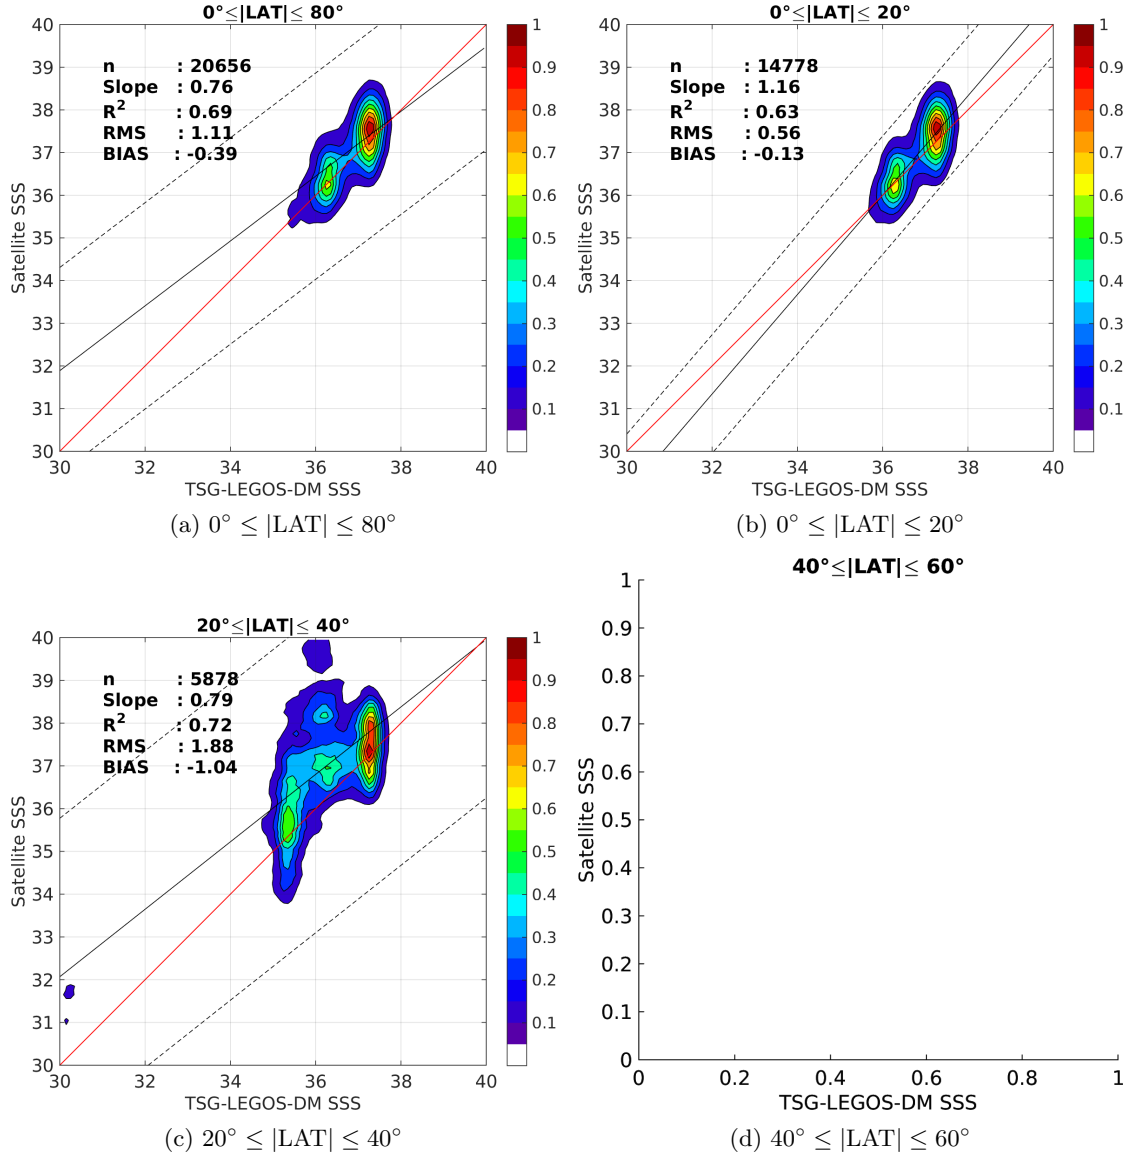 0°≤|LAT|≤ 80°
40
39
38
37
36
35
34
33
32
31
30
Satellite SSS
n : 20656
Slope : 0.76
R2 : 0.69
RMS : 1.11
BIAS : -0.39
30 32 34 36 38 40
TSG-LEGOS-DM SSS
1
0.9
0.8
0.7
0.6
0.5
0.4
0.3
0.2
0.1
(a) 0° ≤ |LAT| ≤ 80°
0°≤|LAT|≤ 20°
40
39
38
37
36
35
34
33
32
31
30
Satellite SSS
n : 14778
Slope : 1.16
R2 : 0.63
RMS : 0.56
BIAS : -0.13
30 32 34 36 38 40
TSG-LEGOS-DM SSS
1
0.9
0.8
0.7
0.6
0.5
0.4
0.3
0.2
0.1
(b) 0° ≤ |LAT| ≤ 20°
20°≤|LAT|≤ 40°
40
39
38
37
36
35
34
33
32
31
30
Satellite SSS
n : 5878
Slope : 0.79
R2 : 0.72
RMS : 1.88
BIAS : -1.04
30 32 34 36 38 40
TSG-LEGOS-DM SSS
1
0.9
0.8
0.7
0.6
0.5
0.4
0.3
0.2
0.1
(c) 20° ≤ |LAT| ≤ 40°
40°≤|LAT|≤ 60°
1
0.9
0.8
0.7
0.6
0.5
0.4
0.3
0.2
0.1
0
Satellite SSS
0 0.2 0.4 0.6 0.8 1
TSG-LEGOS-DM SSS
(d) 40° ≤ |LAT| ≤ 60°